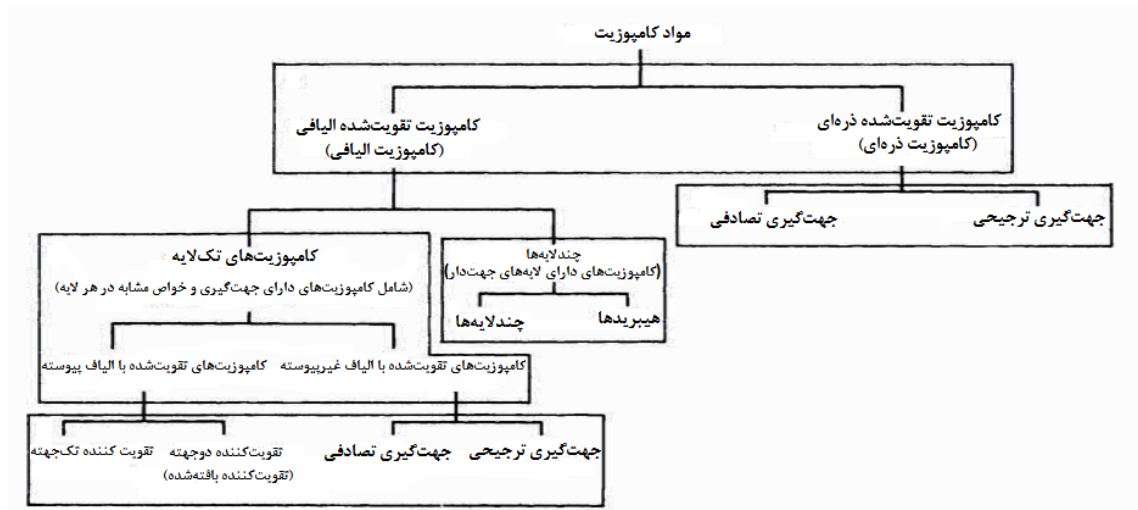 مواد کامپوزیت
کامپوزیت تقویت‌شده ذره‌ای
(کامپوزیت ذره‌ای)
کامپوزیت تقویت‌شده الیافی
(کامپوزیت الیافی)
جهت‌گیری ترجیحی
جهت‌گیری تصادفی
چندلایه‌ها
(کامپوزیت‌های دارای لایه‌های جهت‌دار)
هیبریدها
چندلایه‌ها
کامپوزیت‌های تک‌لایه
(شامل کامپوزیت‌های دارای جهت‌گیری و خواص مشابه در هر لایه)
کامپوزیت‌های تقویت‌شده با الیاف غیرپیوسته
کامپوزیت‌های تقویت‌شده با الیاف پیوسته
جهت‌گیری ترجیحی
جهت‌گیری تصادفی
تقویت‌کننده دوجهته
(تقویت‌کننده بافته‌شده)
تقویت کننده تک‌جهته